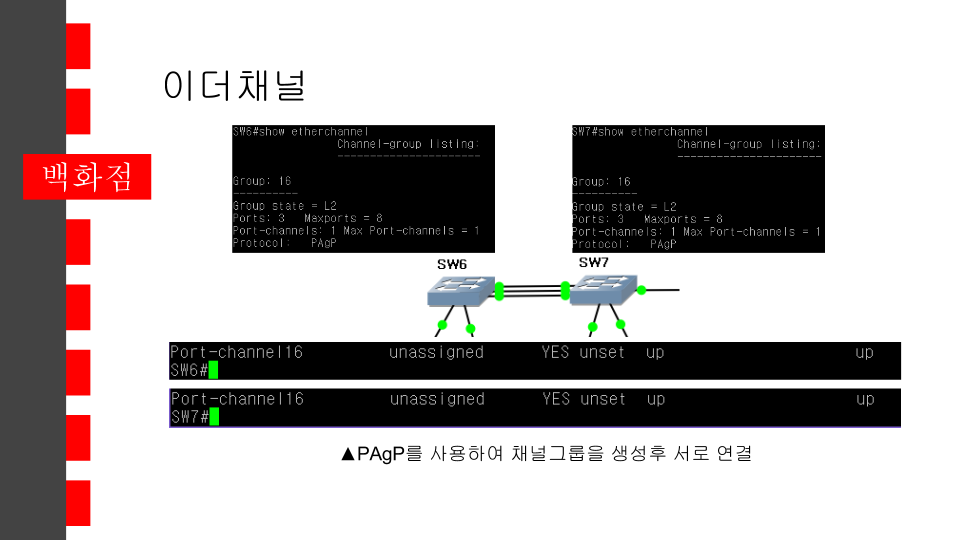 이더채널
백화점
SW6#show etherchannel
Channel-group listing:
----------------------
Group: 16
----------
Group state = L2
Ports: 3   Maxports = 8
Port-channels: 1 Max Port-channels = 1
Protocol:   PAgP
SW7#show etherchannel
Channel-group listing:
----------------------
Group: 16
----------
Group state = L2
Ports: 3   Maxports = 8
Port-channels: 1 Max Port-channels = 1
Protocol:   PAgP
SW6
SW7
Port-channel16 unassigned YES unset up up
SW6#
Port-channel16 unassigned YES unset up up
SW7#
▲PAgP를 사용하여 채널그룹을 생성후 서로 연결